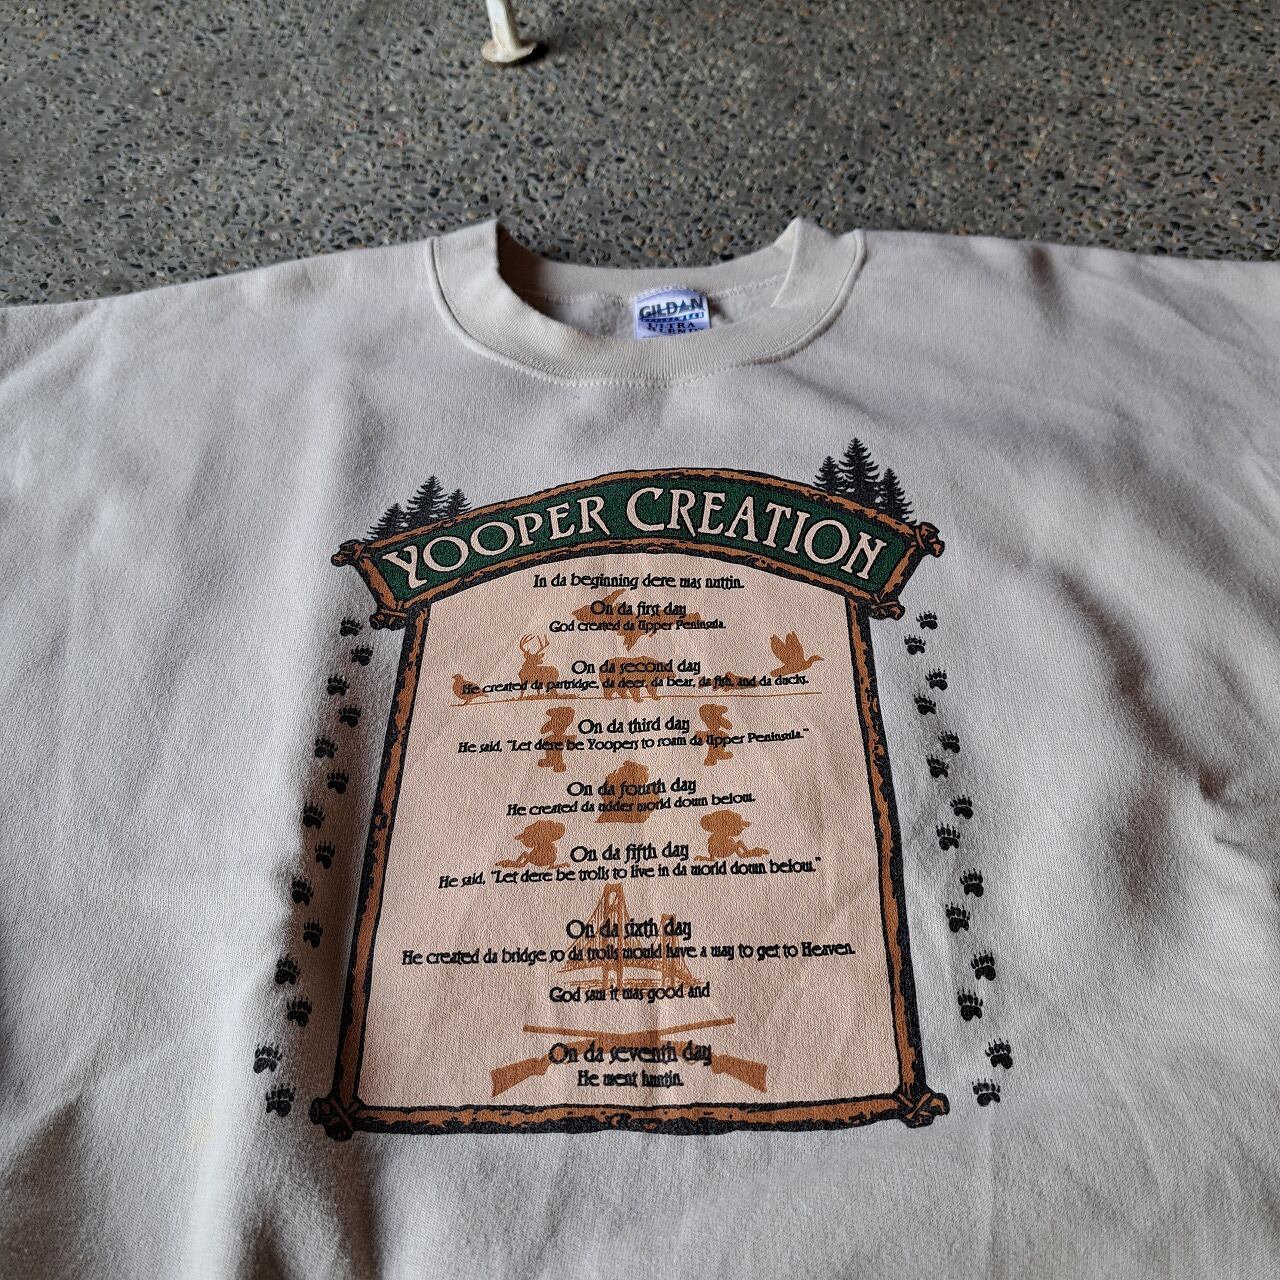 GILDAN
ACTIVEWEAR
ULTRA
BLEND
YOOPER CREATION
In da beginning dere was nuttin.
On da first day
God created da Upper Peninsula.
On da second day
He created da partridge, da deer, da bear, da fish, and da ducks.
On da third day
He said, "Let dere be Yoopers to roam da Upper Peninsula."
On da fourth day
He created da udder world down below.
On da fifth day
He said, "Let dere be trolls to live in da world down below."
On da sixth day
He created da bridge so da trolls would have a way to get to Heaven.
God saw it was good and
On da seventh day
He went huntin.